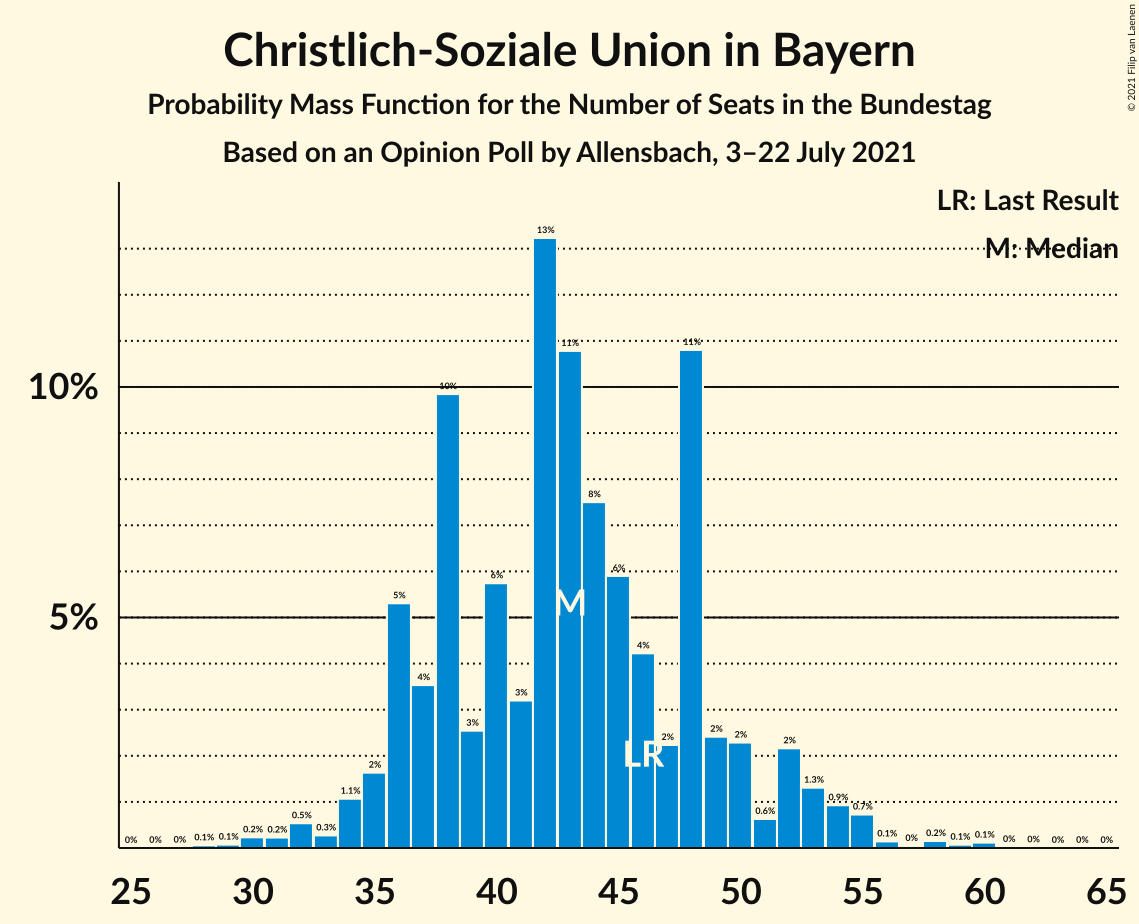 Christlich-Soziale Union in Bayern
Probability Mass Function for the Number of Seats in the Bundestag
Based on an Opinion Poll by Allensbach, 3–22 July 2021
© 2021 Filip van Laenen
LR: Last Result
M: Median
10%
5%
0% 0% 0% 0.1% 0.1% 0.2% 0.2% 0.5% 0.3% 1.1% 2% 5% 4% 10% 3% 6% 3% 13% 11% 8% 6% 4% 2% 11% 2% 2% 0.6% 2% 1.3% 0.9% 0.7% 0.1% 0% 0.2% 0.1% 0.1% 0% 0% 0% 0% 0%
M
LR
25 30 35 40 45 50 55 60 65